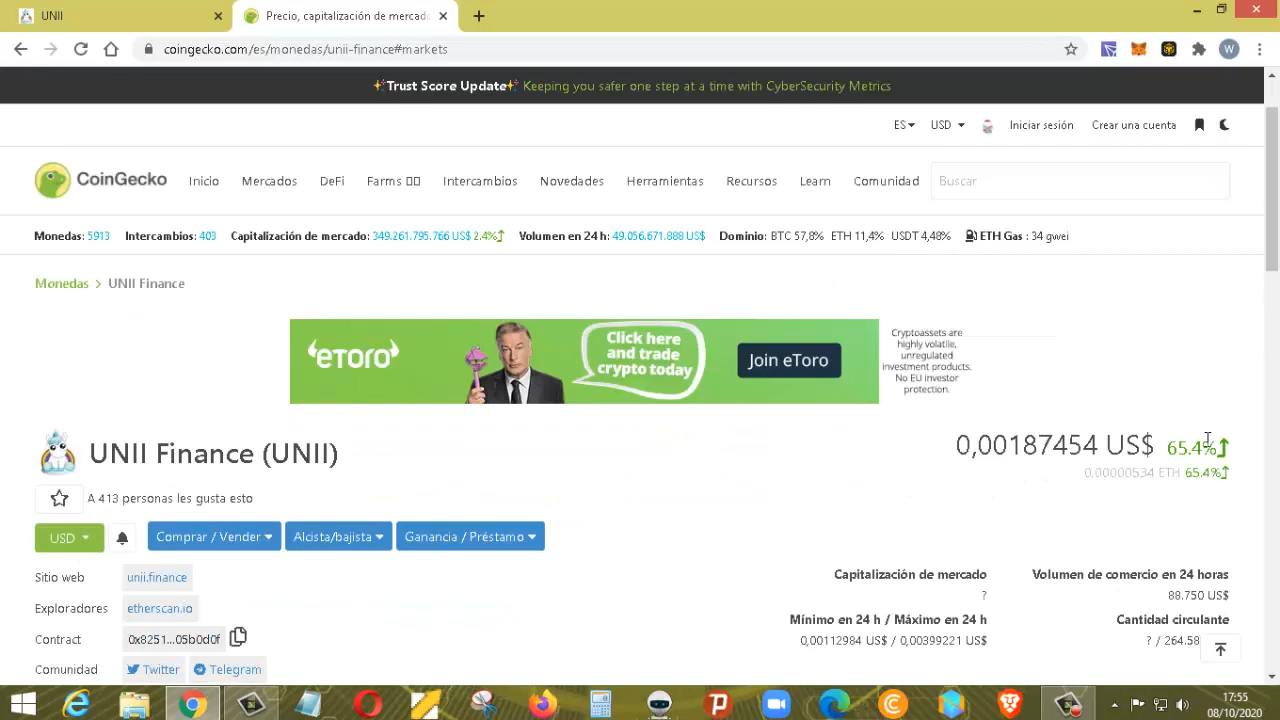 UNII
Precio, capitalización de mercado
coingecko.com/es/monedas/unii-finance#markets
W
Trust Score Update Keeping you safer one step at a time with CyberSecurity Metrics
ES USD Iniciar sesión Crear una cuenta
CoinGecko Inicio Mercados DeFi Farms Intercambios Novedades Herramientas Recursos Learn Comunidad Buscar
Monedas: 5913 Intercambios: 403 Capitalización de mercado: 349.261.795.766 US$ 2.4% Volumen en 24 h: 49.056.671.888 US$ Dominio: BTC 57,8% ETH 11,4% USDT 4,48% ETH Gas : 34 gwei
Monedas > UNII Finance
eToro
Click here
and trade
crypto today
Join eToro
Cryptoassets are
highly volatile,
unregulated
investment products.
No EU investor
protection.
UNII Finance (UNII)
0,00187454 US$ 65.4%
0,00000534 ETH 65.4%
A 413 personas les gusta esto
USD Comprar / Vender Alcista/bajista Ganancia / Préstamo
Sitio web unii.finance
Exploradores etherscan.io
Contract 0x8251...05b0d0f
Comunidad Twitter Telegram
Capitalización de mercado
?
Volumen de comercio en 24 horas
88.750 US$
Mínimo en 24 h / Máximo en 24 h
0,00112984 US$ / 0,00399221 US$
Cantidad circulante
? / 264.58
17:55
08/10/2020